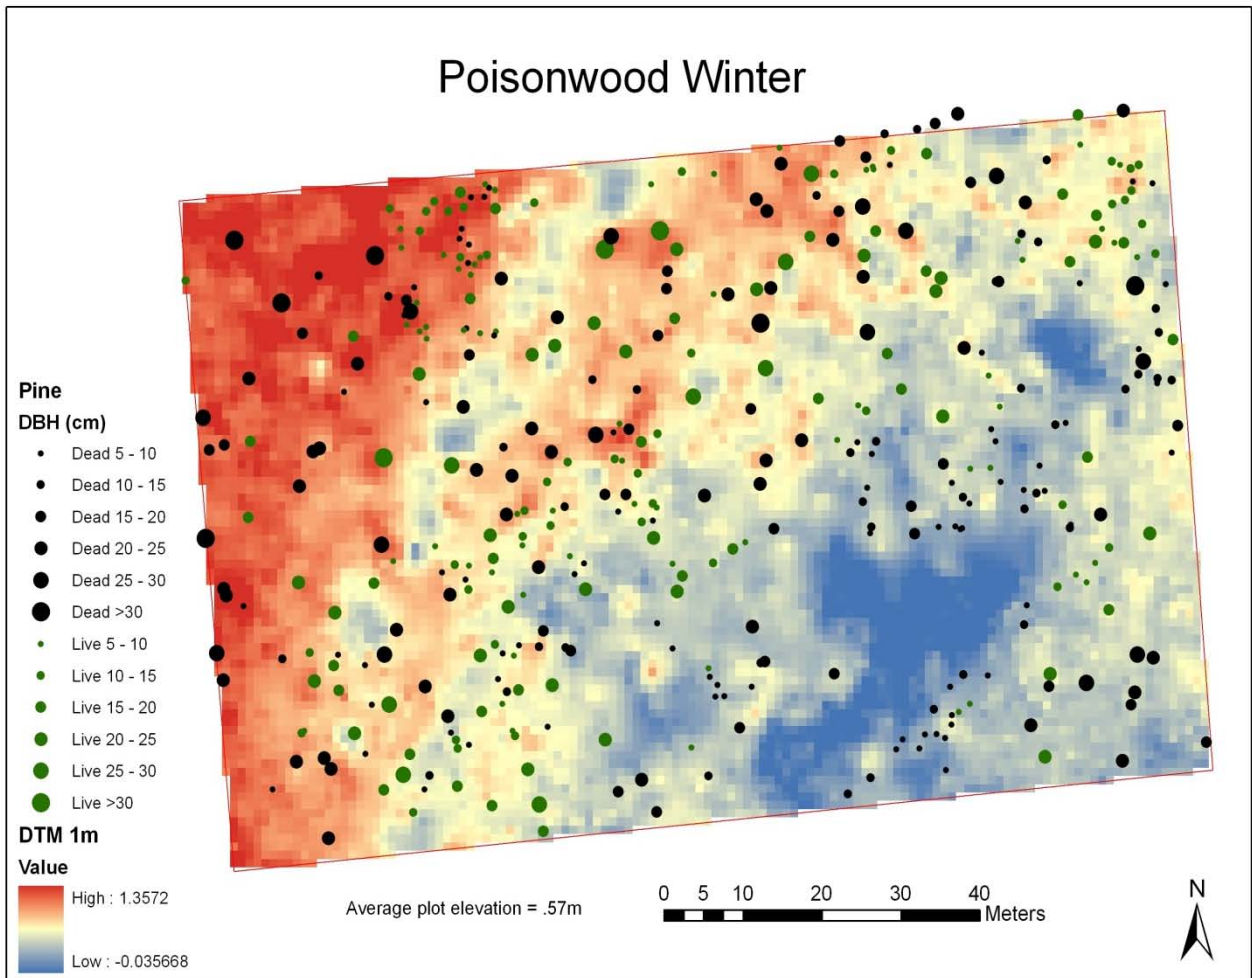 Poisonwood Winter
Pine
DBH (cm)
Dead 5 - 10
Dead 10 - 15
Dead 15 - 20
Dead 20 - 25
Dead 25 - 30
Dead >30
Live 5 - 10
Live 10 - 15
Live 15 - 20
Live 20 - 25
Live 25 - 30
Live >30
DTM 1m
Value
High : 1.3572
Low : -0.035668
Average plot elevation = .57m
0 5 10 20 30 40
Meters
N